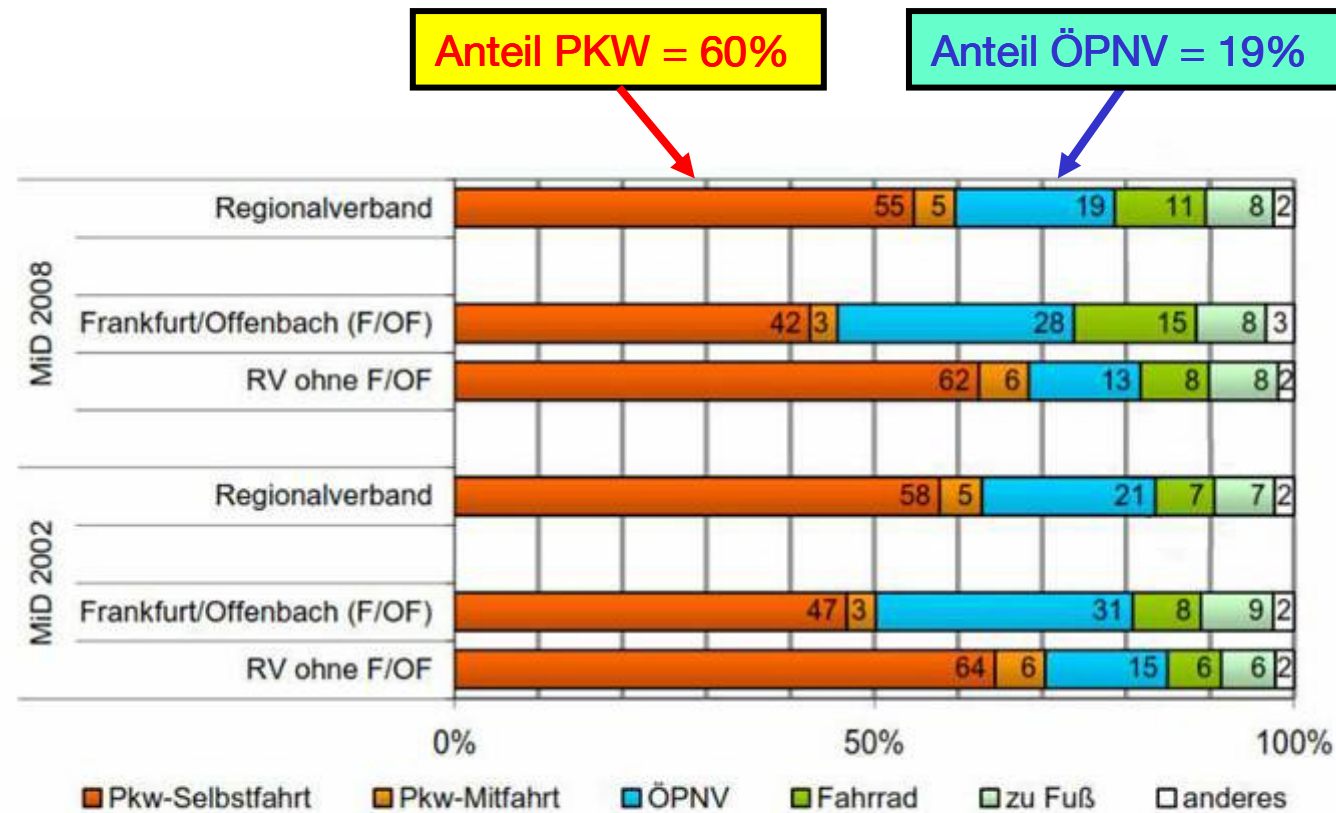 Anteil PKW = 60%
Anteil ÖPNV = 19%
MiD 2008
Regionalverband 55 5 19 11 8 2
Frankfurt/Offenbach (F/OF) 42 3 28 15 8 3
RV ohne F/OF 62 6 13 8 8 2
MiD 2002
Regionalverband 58 5 21 7 7 2
Frankfurt/Offenbach (F/OF) 47 3 31 8 9 2
RV ohne F/OF 64 6 15 6 6 2
0% 50% 100%
Pkw-Selbstfahrt Pkw-Mitfahrt ÖPNV Fahrrad zu Fuß anderes